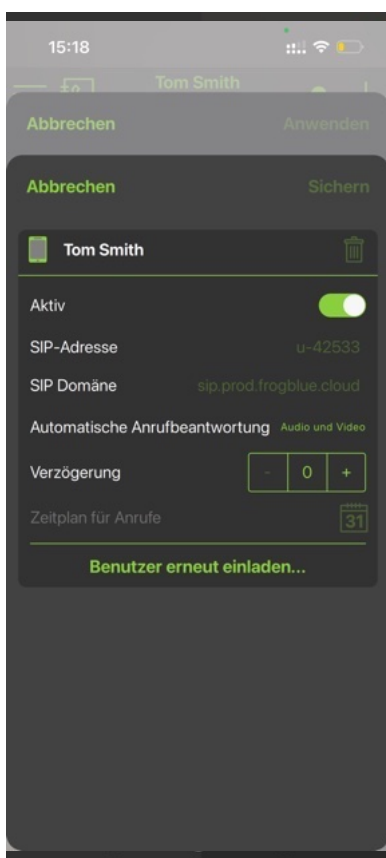 15:18
Tom Smith
Abbrechen Anwenden
Abbrechen Sichern
Tom Smith
Aktiv
SIP-Adresse u-42533
SIP Domäne sip.prod.frogblue.cloud
Automatische Anrufbeantwortung Audio und Video
Verzögerung - 0 +
Zeitplan für Anrufe 31
Benutzer erneut einladen...